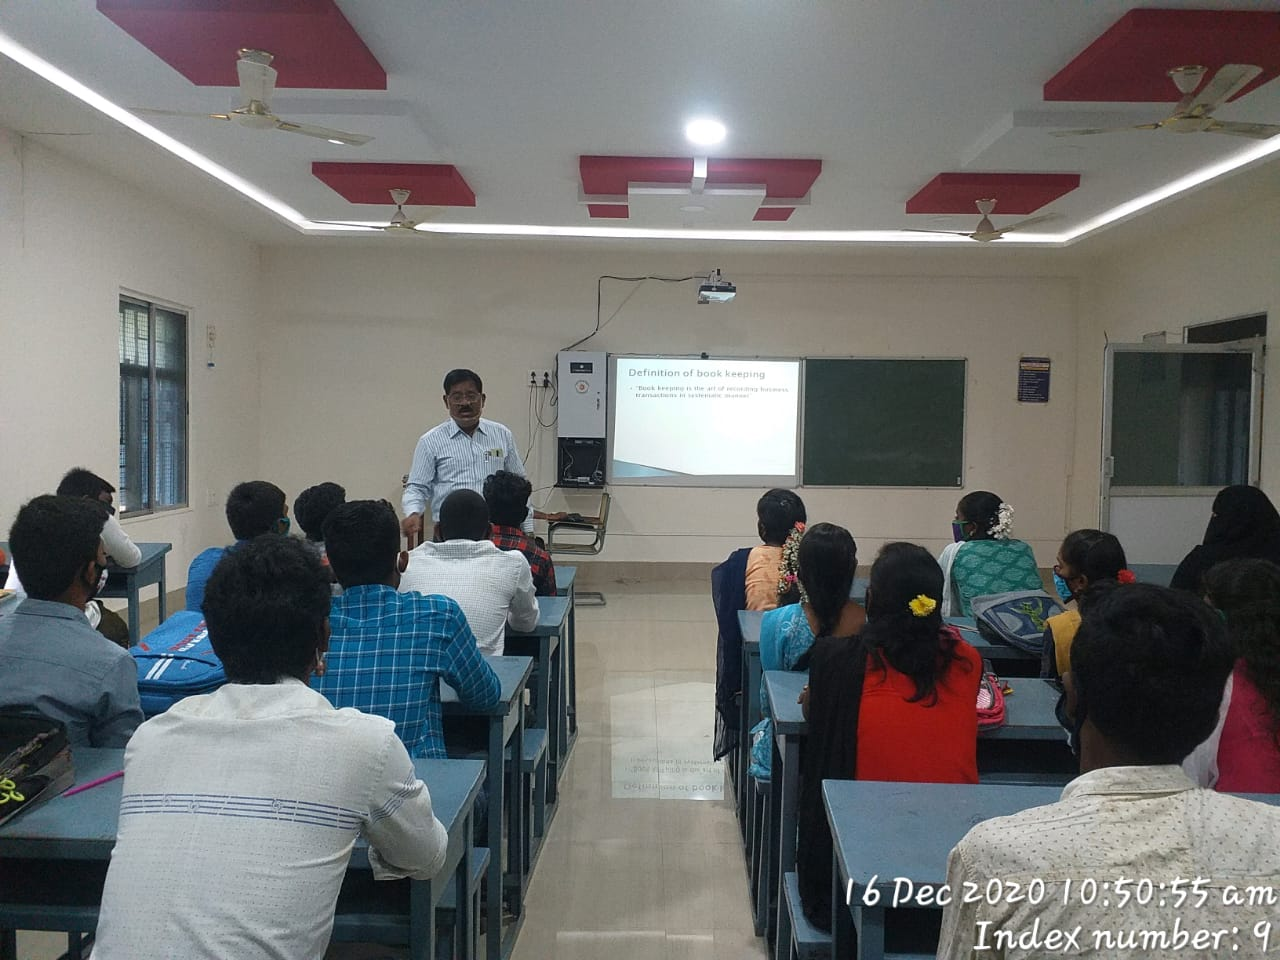 Definition of book keeping
"Book keeping is the art of recording business
transactions in systematic manner"
16 Dec 2020 10:50:55 am
Index number: 9